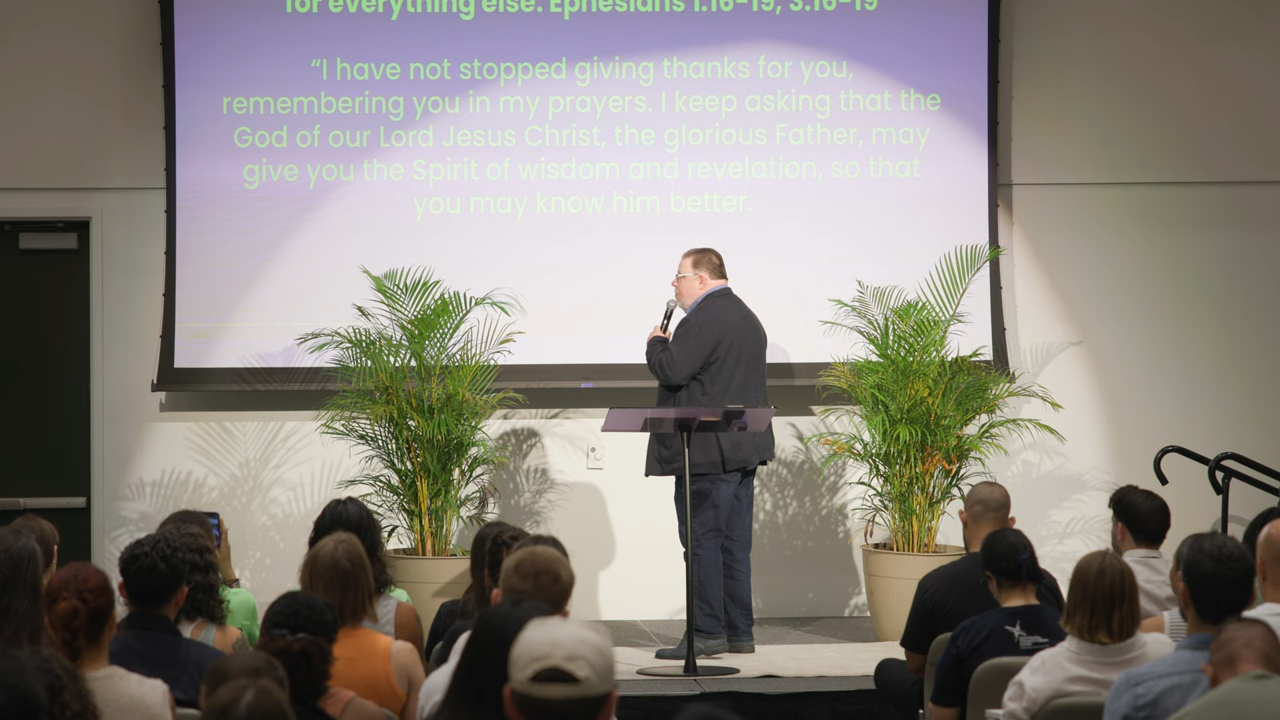 for everything else. Ephesians 1:16-19, 3:16-19
“I have not stopped giving thanks for you,
remembering you in my prayers. I keep asking that the
God of our Lord Jesus Christ, the glorious Father, may
give you the Spirit of wisdom and revelation, so that
you may know him better.